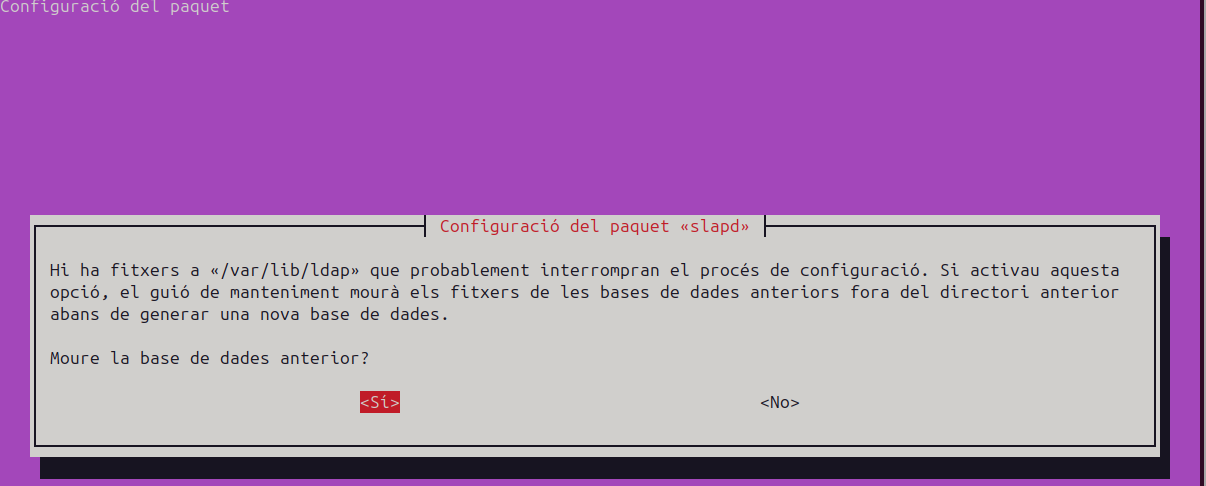 Configuració del paquet
Configuració del paquet «slapd»
Hi ha fitxers a «/var/lib/ldap» que probablement interrompran el procés de configuració. Si activau aquesta
opció, el guió de manteniment mourà els fitxers de les bases de dades anteriors fora del directori anterior
abans de generar una nova base de dades.
Moure la base de dades anterior?
<Sí> <No>